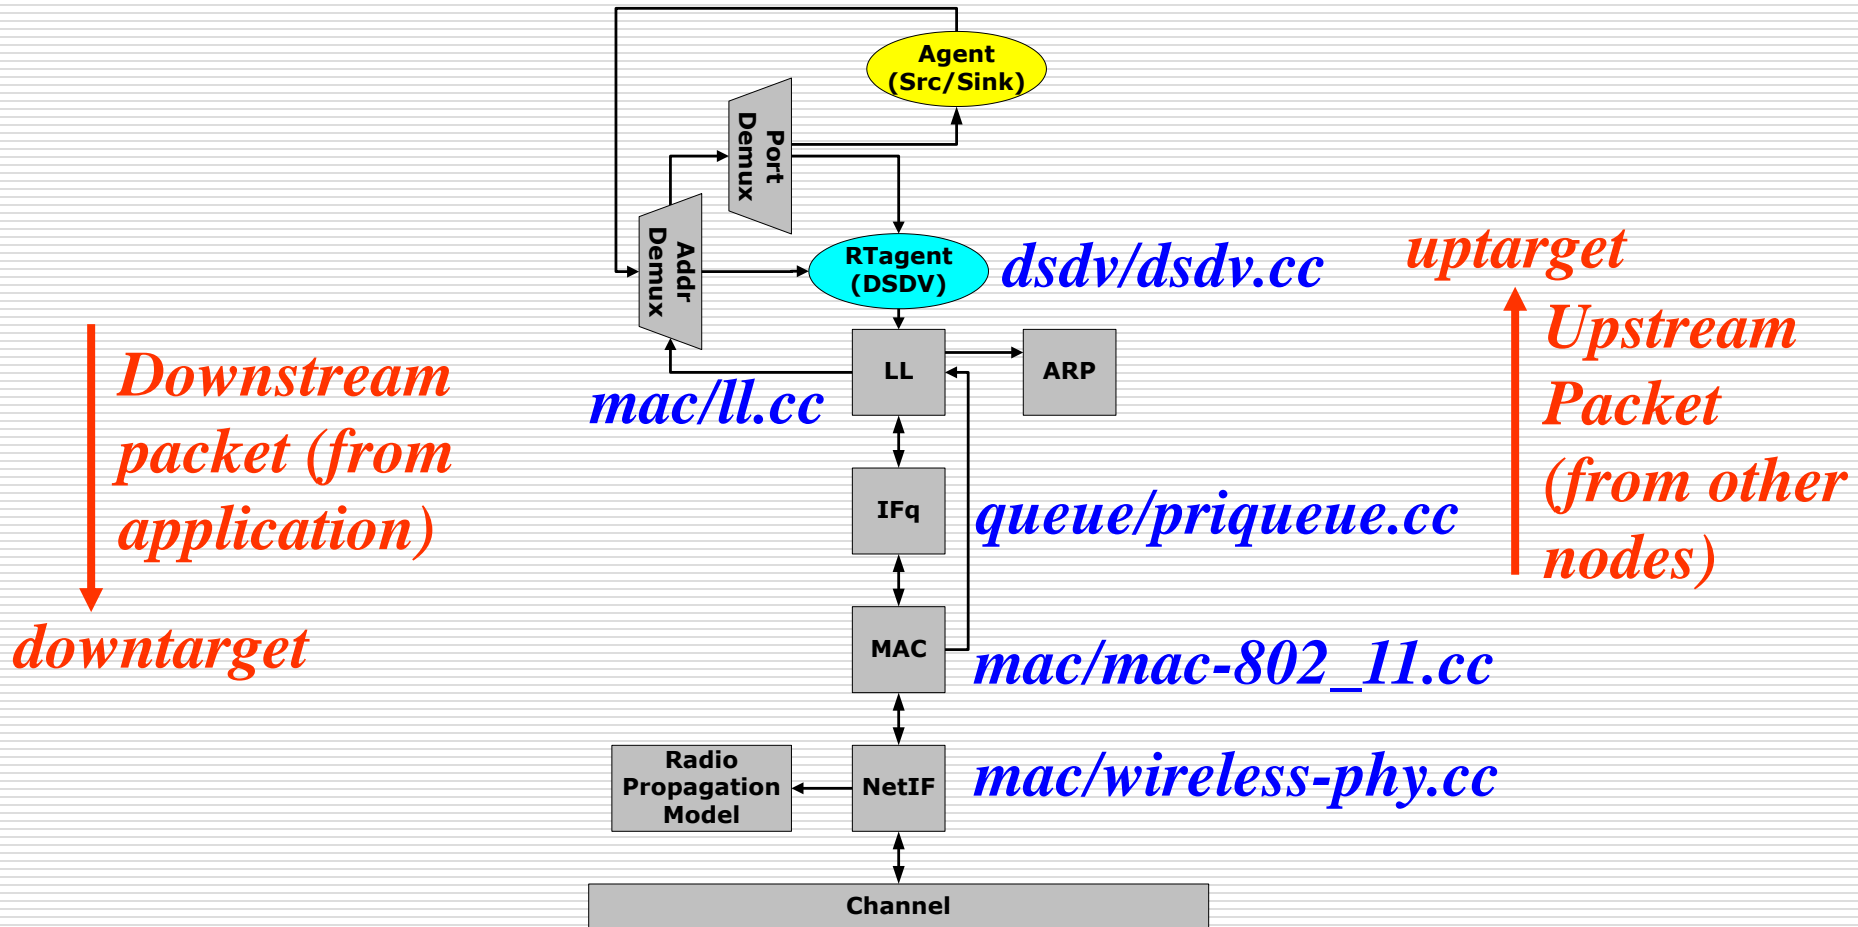 Agent
(Src/Sink)
Port
Demux
Addr
Demux
RTagent
(DSDV)
dsdv/dsdv.cc
uptarget
Upstream
Packet
(from other
nodes)
Downstream
packet (from
application)
downtarget
LL
ARP
mac/ll.cc
IFq
queue/priqueue.cc
MAC
mac/mac-802_11.cc
Radio
Propagation
Model
NetIF
mac/wireless-phy.cc
Channel